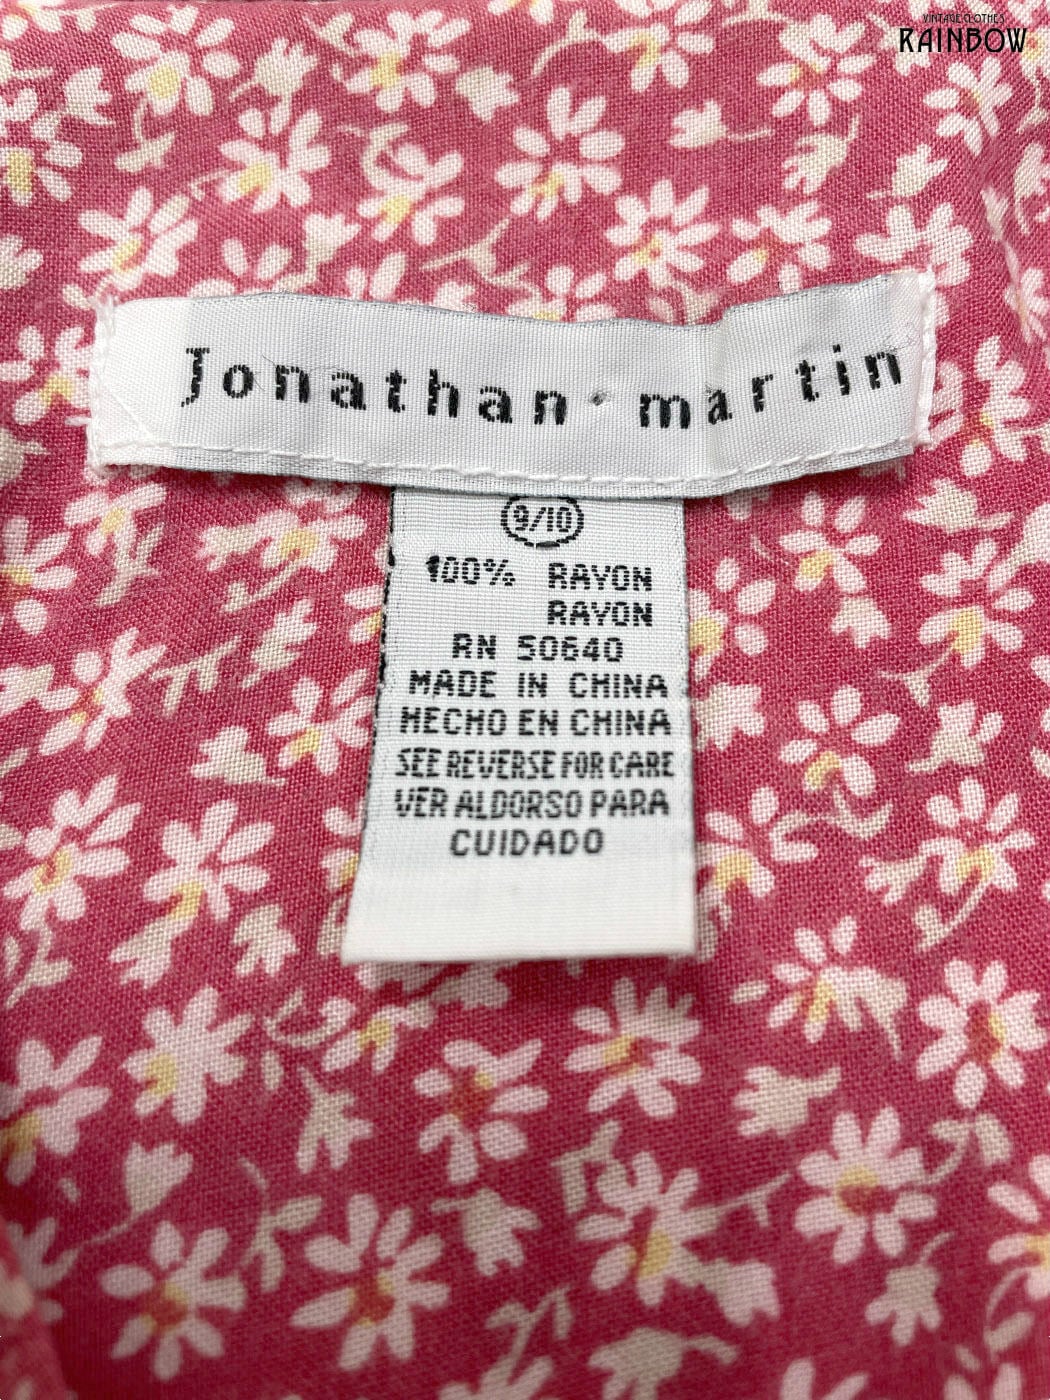 VINTAGE CLOTHES
RAINBOW
Jonathan · martin
9/10
100% RAYON
RAYON
RN 50640
MADE IN CHINA
HECHO EN CHINA
SEE REVERSE FOR CARE
VER ALDORSO PARA
CUIDADO